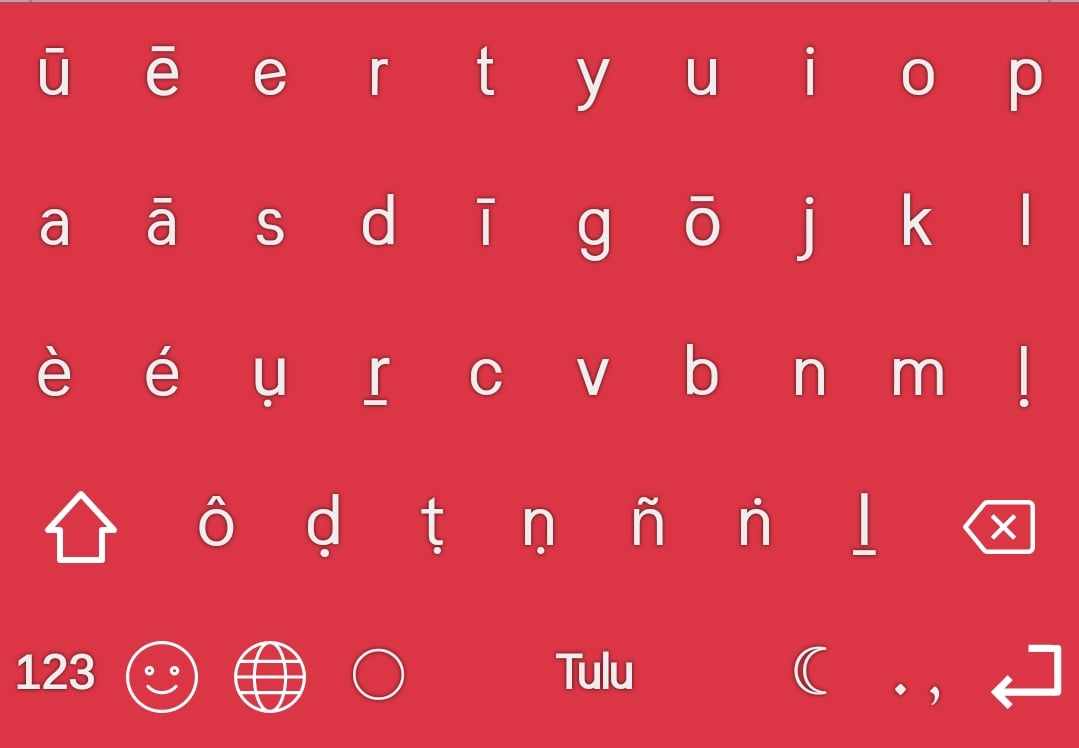 ū ē e r t y u i o p
a ā s d ī g ō j k l
è é ụ ṟ c v b n m ḷ
ô ḍ ṭ ṇ ñ ṅ ḻ
123 Tulu . ,